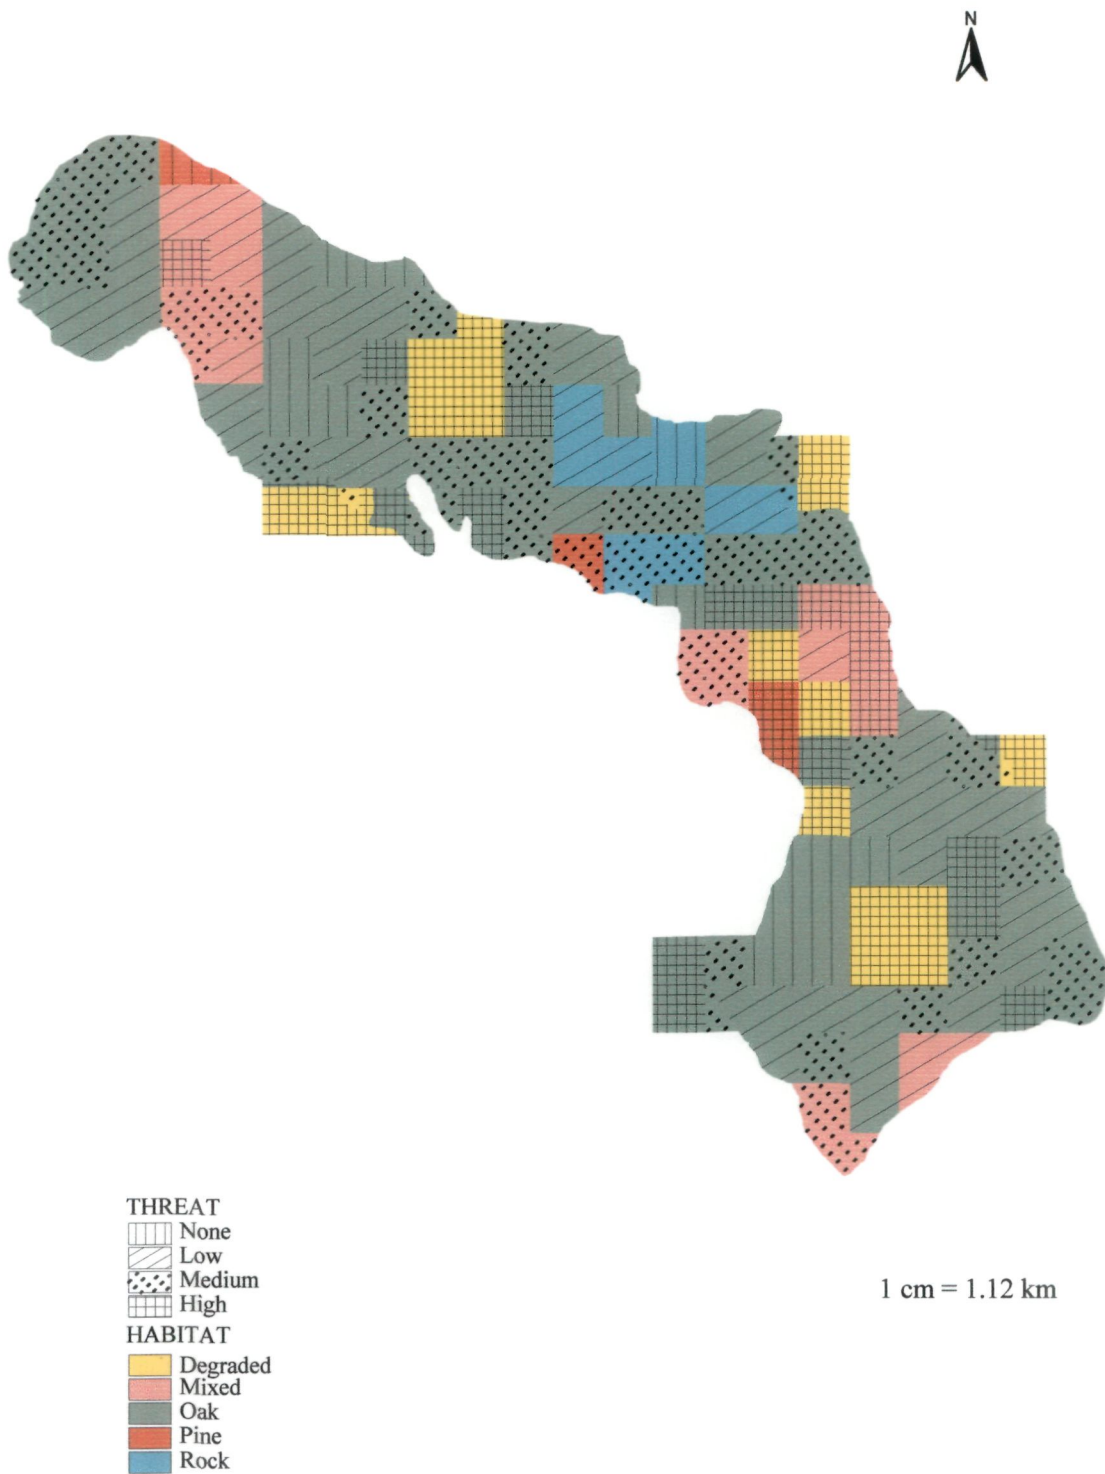 N
THREAT
None
Low
Medium
High
1 cm = 1.12 km
HABITAT
Degraded
Mixed
Oak
Pine
Rock